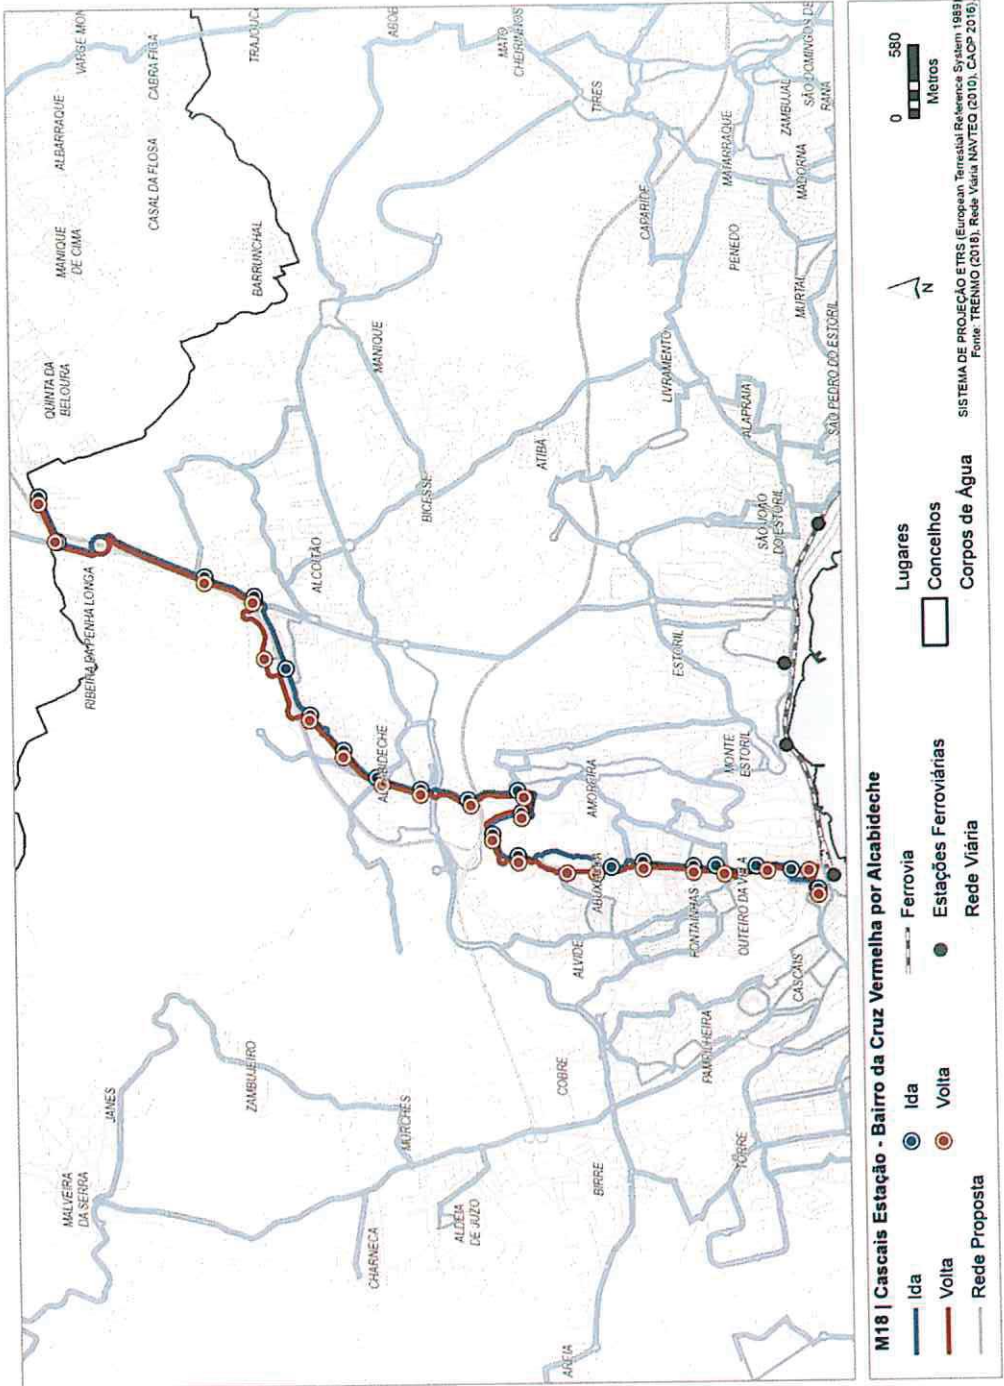 VARGE MON
ALBARRAQUE
CABRA FIGA
TRAJOUC
ABOB
MANIQUE
DE CIMA
CASAL DA FLOSA
MATO
CHEIRINHOS
QUINTA DA
BELOURA
BARRUNCHAL
TIRES
MANIQUE
CAPARIDE
MATARRAQUE
ZAMBUJAL
SÃO DOMINGOS DE
RANA
PENEDO
MADORNA
MURTAL
LIVRAMENTO
ALAPRAIA
SÃO PEDRO DO ESTORIL
BICESSE
ATIBÁ
SÃO JOÃO
DO ESTORIL
ALCOITÃO
RIBEIRA DA PENHA LONGA
ESTORIL
ALCABIDECHE
MONTE
ESTORIL
AMOREIRA
ABUXARDA
FONTAINHAS
OUTEIRO DA VILA
ALVIDE
CASCAIS
JANES
ZAMBUJEIRO
COBRE
PAMPILHEIRA
MALVEIRA
DA SERRA
MURCHES
BIRRE
TORRE
CHARNECA
ALDEIA
DE JUZO
AREIA
M18 | Cascais Estação - Bairro da Cruz Vermelha por Alcabideche
Ida
Volta
Rede Proposta
Ida
Volta
Ferrovia
Estações Ferroviárias
Rede Viária
Lugares
Concelhos
Corpos de Água
N
0 580
Metros
SISTEMA DE PROJEÇÃO ETRS (European Terrestial Reference System 1989)
Fonte: TRENMO (2018), Rede Viária NAVTEQ (2010), CAOP 2016)